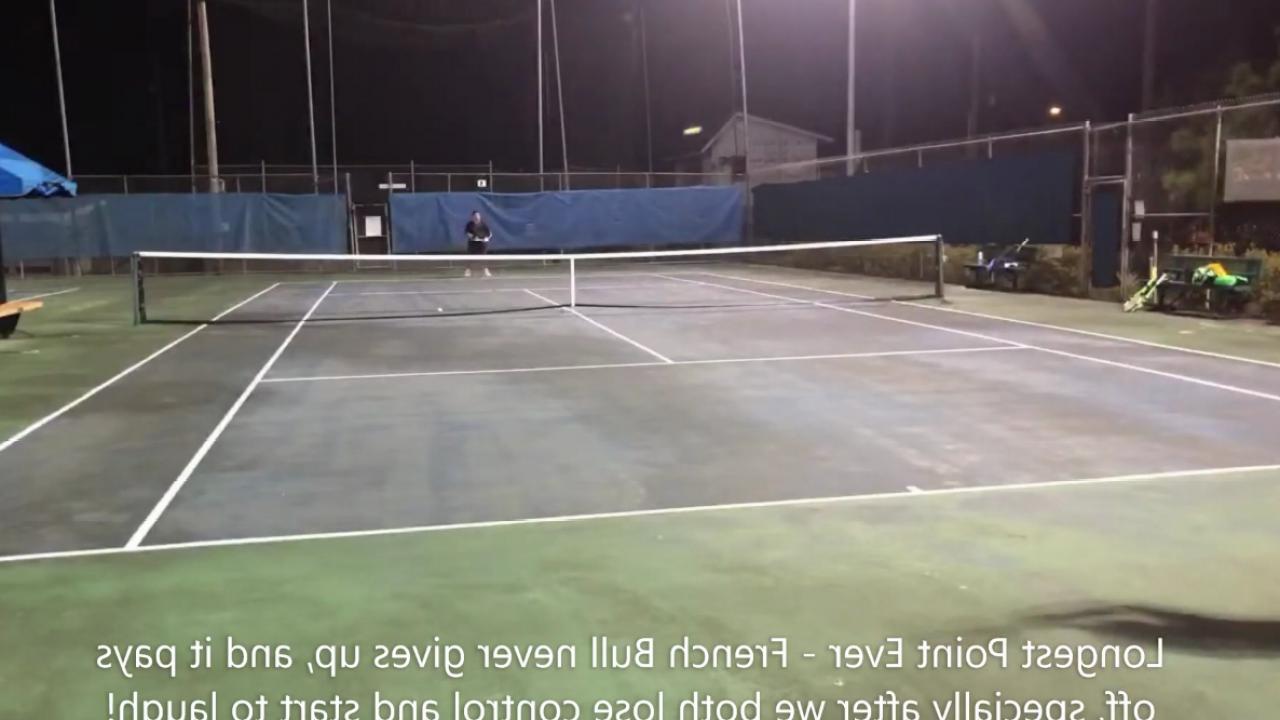 Longest Point Ever - French Bull never gives up, and it pays
off, specially after we both lose control and start to laugh!